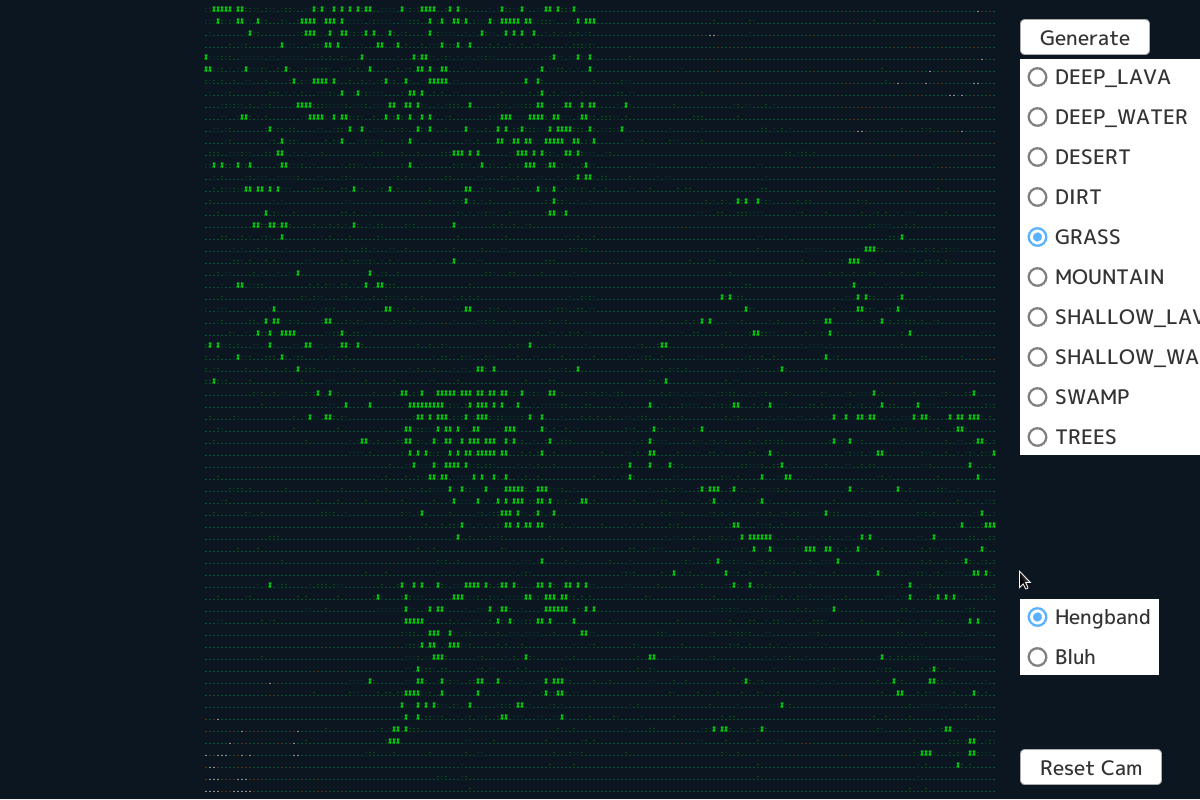 Generate
DEEP_LAVA
DEEP_WATER
DESERT
DIRT
GRASS
MOUNTAIN
SHALLOW_LAV
SHALLOW_WA
SWAMP
TREES
Hengband
Bluh
Reset Cam